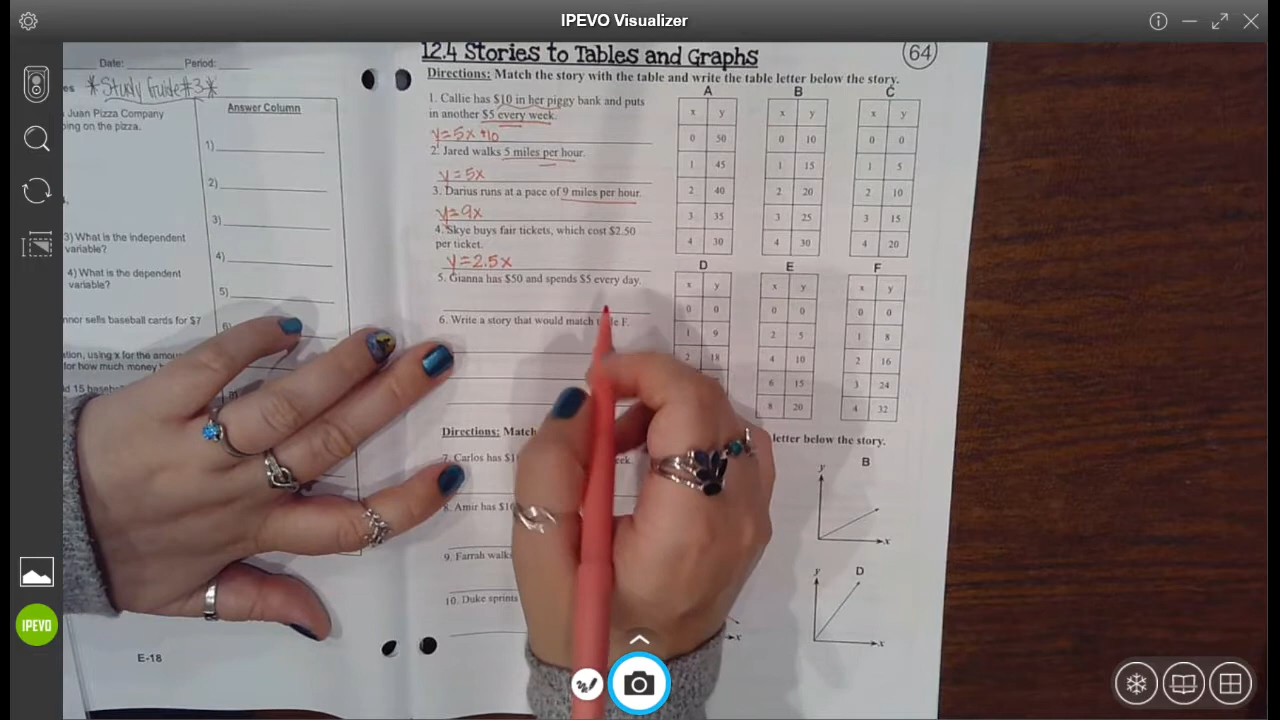 IPEVO Visualizer
Date: Period:
es *Study Guide #3*
Juan Pizza Company
ping on the pizza.
Answer Column
1)
2)
3)
4)
5)
6)
3) What is the independent
variable?
4) What is the dependent
variable?
nnor sells baseball cards for $7
ation, using x for the amou
for how much money
d 15 baseba
E-18
12.4 Stories to Tables and Graphs
64
Directions: Match the story with the table and write the table letter below the story.
1. Callie has $10 in her piggy bank and puts
in another $5 every week.
y=5x+10
2. Jared walks 5 miles per hour.
y=5x
3. Darius runs at a pace of 9 miles per hour.
y=9x
4. Skye buys fair tickets, which cost $2.50
per ticket.
y=2.5x
5. Gianna has $50 and spends $5 every day.
6. Write a story that would match t le F.
A
x y
0 50
1 45
2 40
3 35
4 30
B
x y
0 10
1 15
2 20
3 25
4 30
C
x y
0 0
1 5
2 10
3 15
4 20
D
x y
0 0
1 9
2 18
E
x y
0 0
2 5
4 10
6 15
8 20
F
x y
0 0
1 8
2 16
3 24
4 32
Directions: Match letter below the story.
7. Carlos has $1 eek.
8. Amir has $10
9. Farrah walk
10. Duke sprints
B
y
x
D
y
x
x
IPEVO